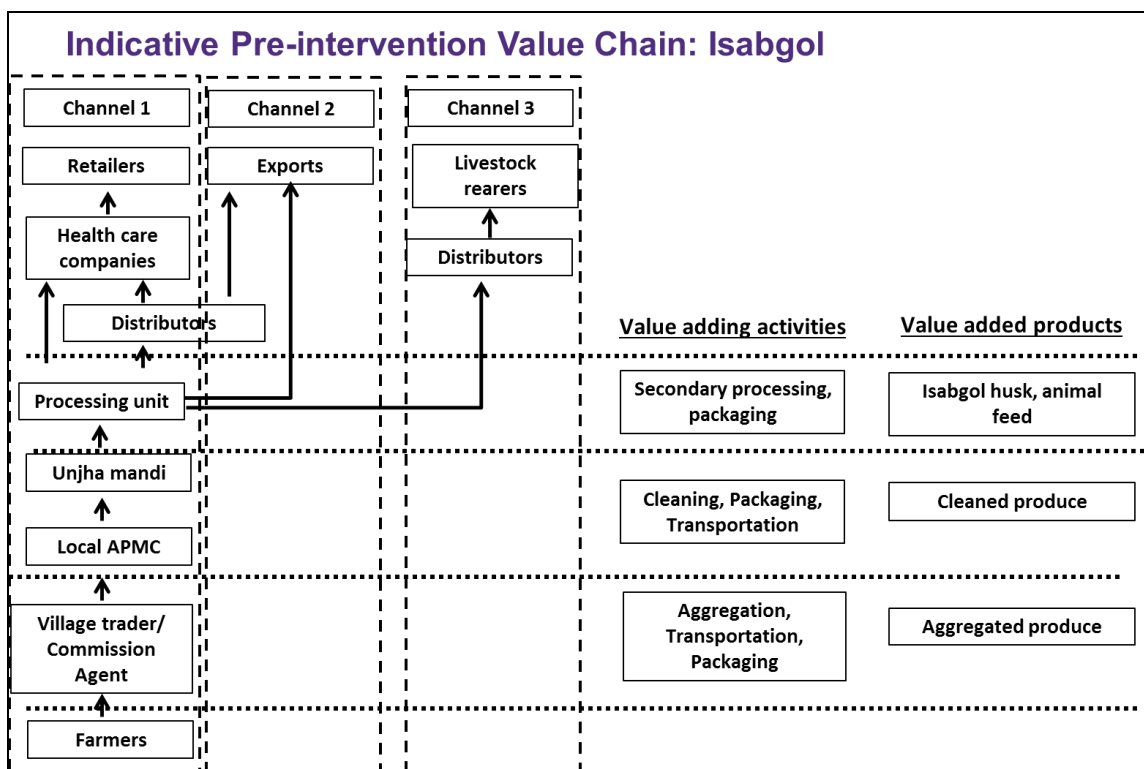 Indicative Pre-intervention Value Chain: Isabgol
Channel 1
Channel 2
Channel 3
Retailers
Exports
Livestock
rearers
Health care
companies
Distributors
Distributors
Value adding activities
Value added products
Processing unit
Secondary processing,
packaging
Isabgol husk, animal
feed
Unjha mandi
Local APMC
Cleaning, Packaging,
Transportation
Cleaned produce
Village trader/
Commission
Agent
Aggregation,
Transportation,
Packaging
Aggregated produce
Farmers